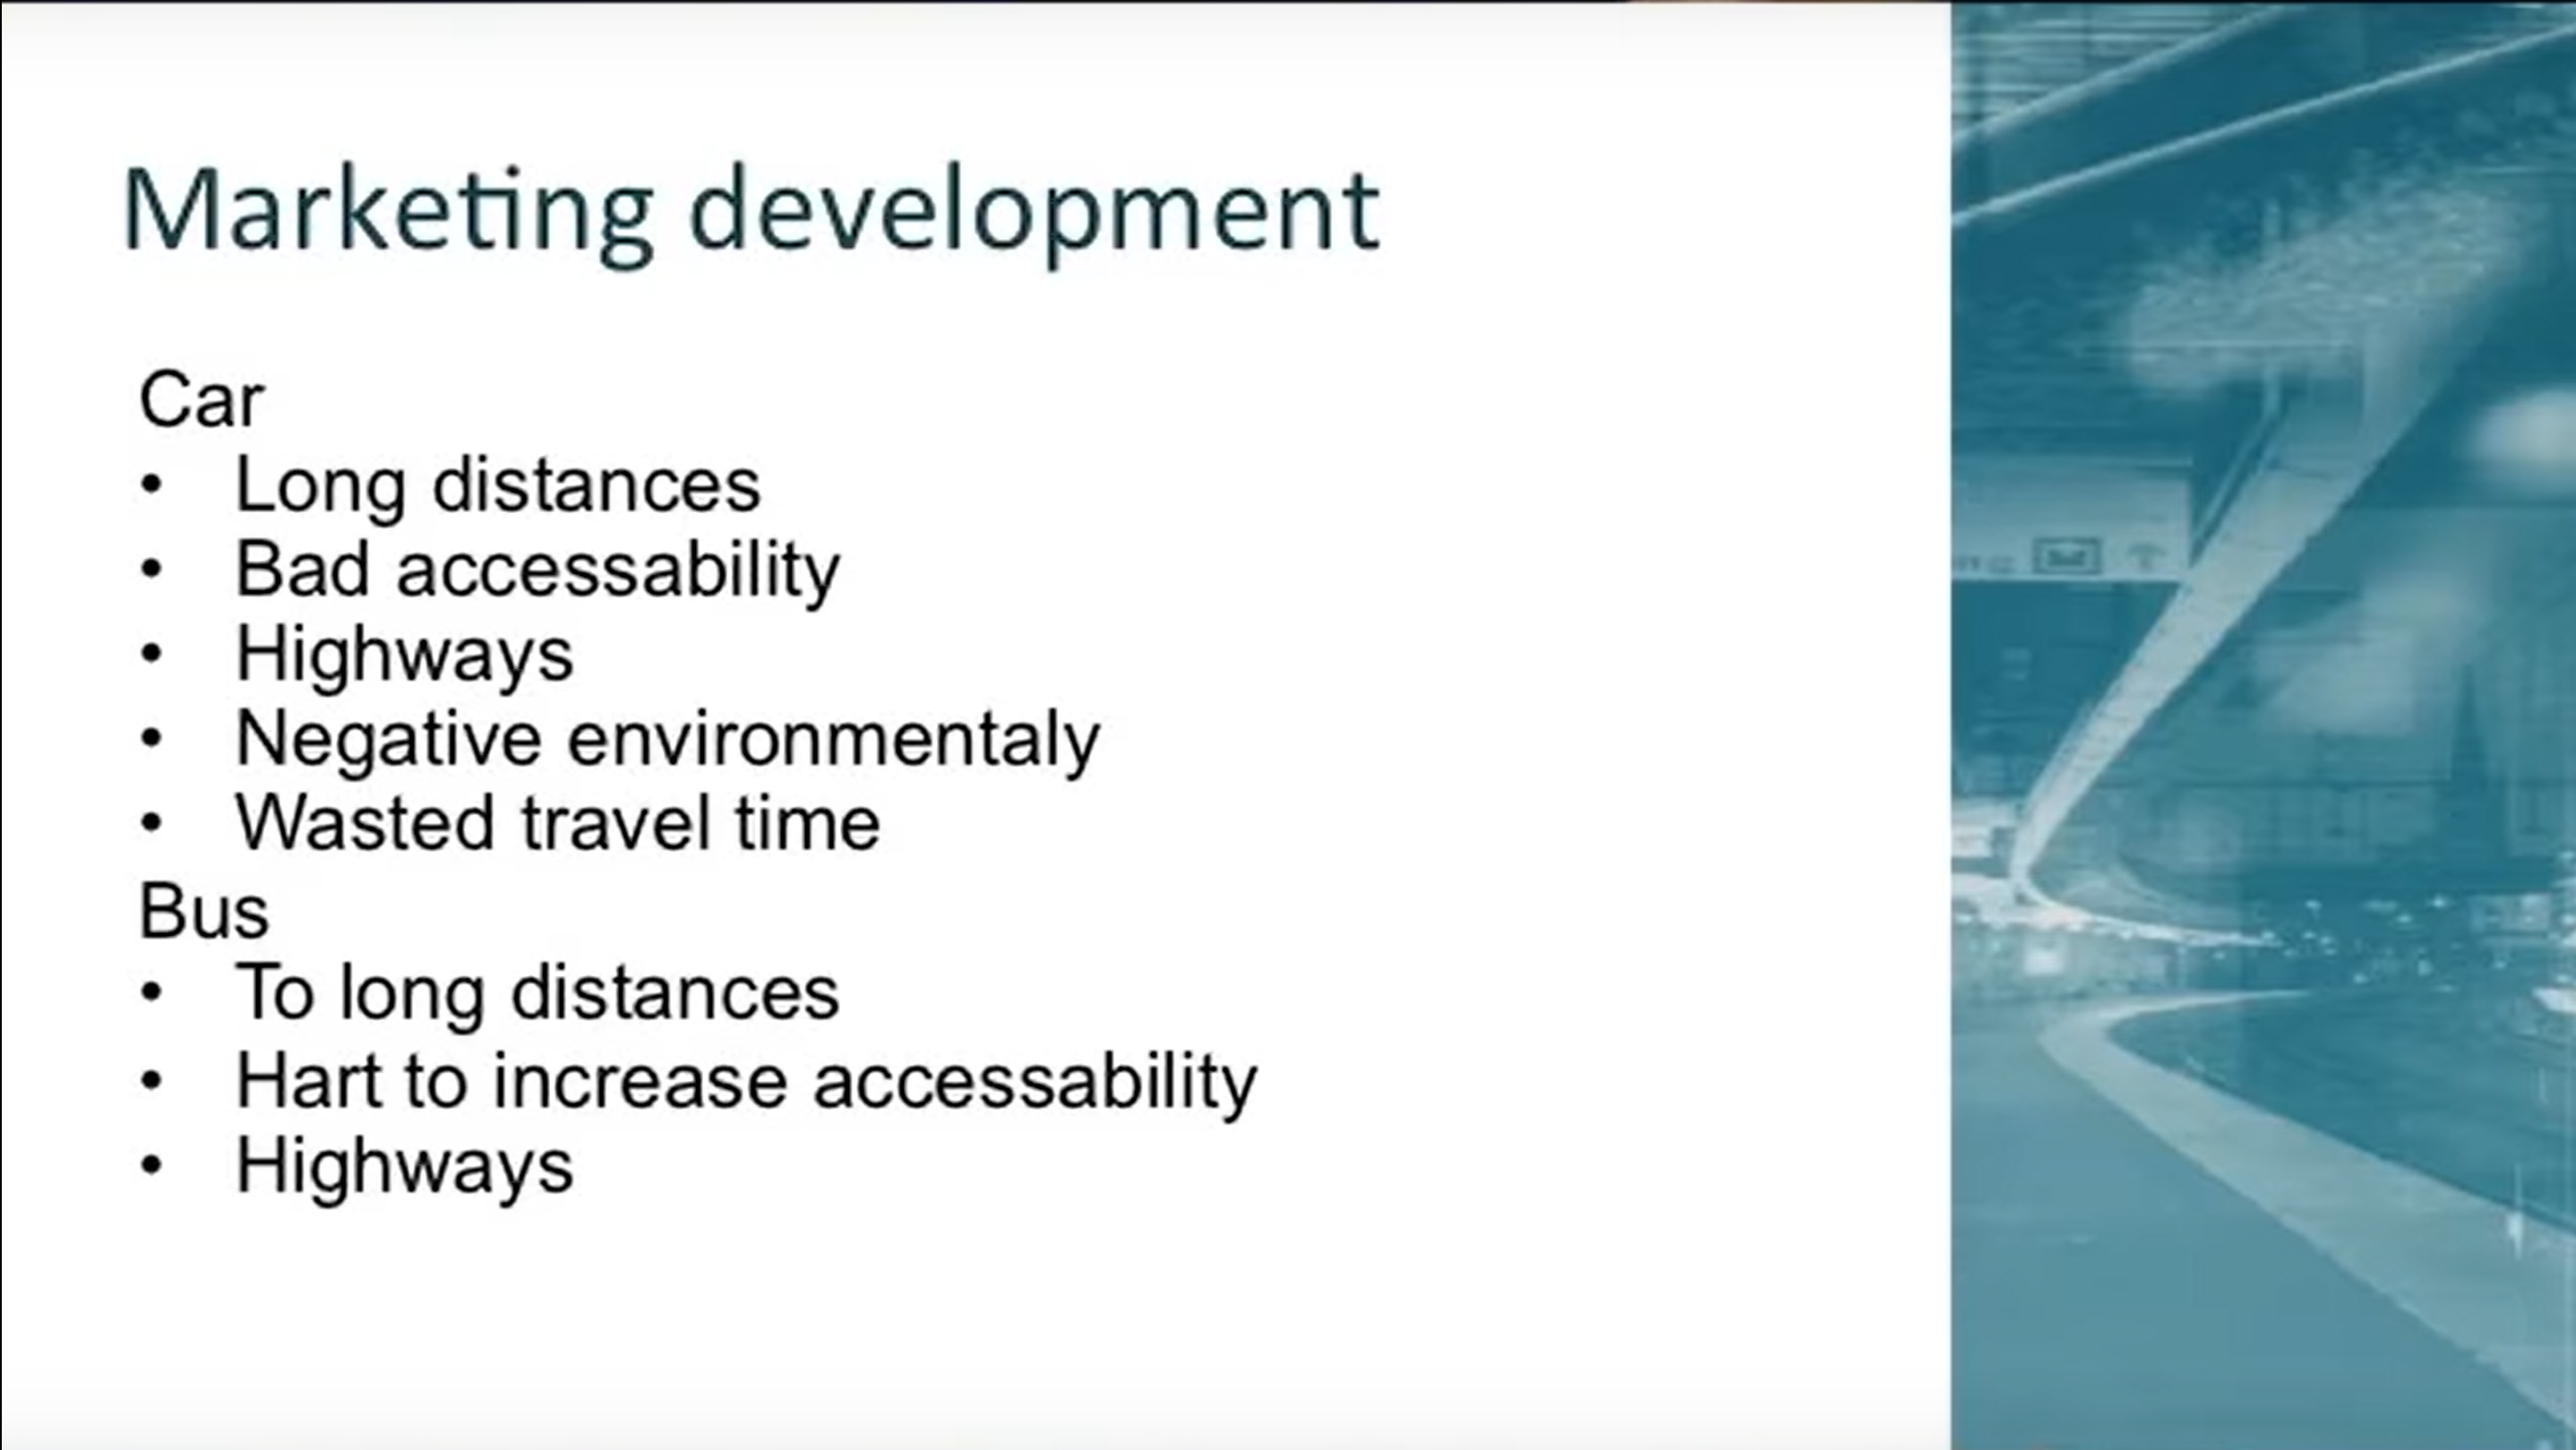 Marketing development
Car
• Long distances
• Bad accessability
• Highways
• Negative environmentaly
• Wasted travel time
Bus
• To long distances
• Hart to increase accessability
• Highways